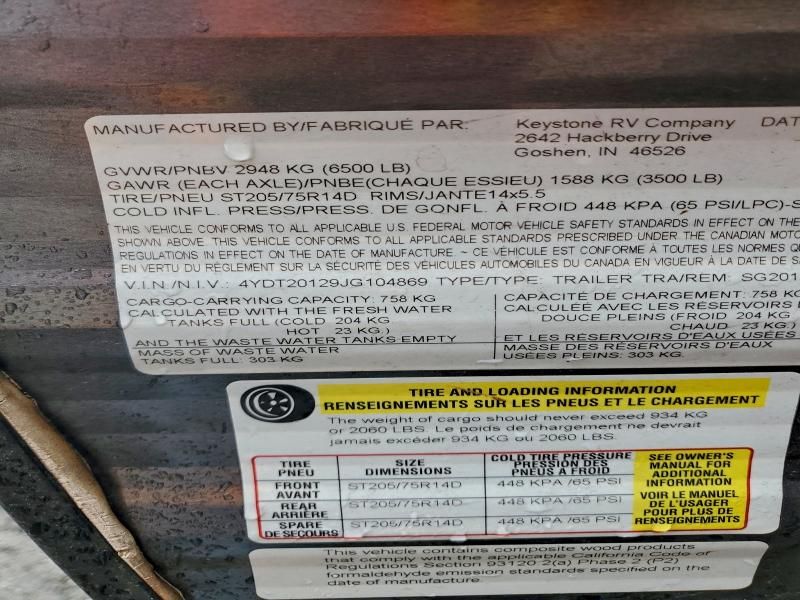 MANUFACTURED BY/FABRIQUÉ PAR: Keystone RV Company DAT
2642 Hackberry Drive
Goshen, IN 46526
GVWR/PNBV 2948 KG (6500 LB)
GAWR (EACH AXLE)/PNBE(CHAQUE ESSIEU) 1588 KG (3500 LB)
TIRE/PNEU ST205/75R14D RIMS/JANTE14x5.5
COLD INFL. PRESS/PRESS. DE GONFL. À FROID 448 KPA (65 PSI/LPC)-S
THIS VEHICLE CONFORMS TO ALL APPLICABLE U.S. FEDERAL MOTOR VEHICLE SAFETY STANDARDS IN EFFECT ON THE
SHOWN ABOVE. THIS VEHICLE CONFORMS TO ALL APPLICABLE STANDARDS PRESCRIBED UNDER THE CANADIAN MOTO
REGULATIONS IN EFFECT ON THE DATE OF MANUFACTURE. ~ CE VÉHICULE EST CONFORME À TOUTES LES NORMES Q
EN VERTU DU RÈGLEMENT SUR LA SÉCURITÉ DES VÉHICULES AUTOMOBILES DU CANADA EN VIGUEUR À LA DATE DE S
V.I.N./N.I.V.: 4YDT20129JG104869 TYPE/TYPE: TRAILER TRA/REM: SG201
CARGO-CARRYING CAPACITY: 758 KG
CALCULATED WITH THE FRESH WATER
TANKS FULL (COLD 204 KG
HOT 23 KG.)
AND THE WASTE WATER TANKS EMPTY
MASS OF WASTE WATER
TANKS FULL: 303 KG
CAPACITÉ DE CHARGEMENT: 758 KG
CALCULÉE AVEC LES RÉSERVOIRS
DOUCE PLEINS (FROID 204 KG
CHAUD 23 KG)
ET LES RÉSERVOIRS D'EAUX USÉES
MASSE DES RÉSERVOIRS D'EAUX
USÉES PLEINS: 303 KG.
TIRE AND LOADING INFORMATION
RENSEIGNEMENTS SUR LES PNEUS ET LE CHARGEMENT
The weight of cargo should never exceed 934 KG
or 2060 LBS. Le poids de chargement ne devrait
jamais excéder 934 KG ou 2060 LBS.
TIRE
PNEU
SIZE
DIMENSIONS
COLD TIRE PRESSURE
PRESSION DES
PNEUS À FROID
FRONT
AVANT
ST205/75R14D
448 KPA /65 PSI
REAR
ARRIÈRE
ST205/75R14D
448 KPA /65 PSI
SPARE
DE SECOURS
ST205/75R14D
448 KPA /65 PSI
SEE OWNER'S
MANUAL FOR
ADDITIONAL
INFORMATION
VOIR LE MANUEL
DE L'USAGER
POUR PLUS DE
RENSEIGNEMENTS
This vehicle contains composite wood products
that comply with the applicable California Code of
Regulations Section 93120.2(a) Phase 2 (P2)
formaldehyde emission standards specified on the
date of manufacture.